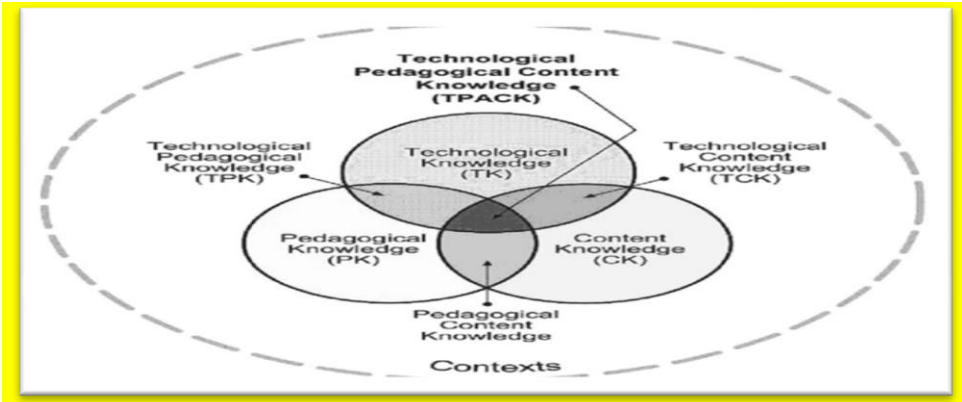 Technological
Pedagogical Content
Knowledge
(TPACK)
Technological
Pedagogical
Knowledge
(TPK)
Technological
Knowledge
(TK)
Technological
Content
Knowledge
(TCK)
Pedagogical
Knowledge
(PK)
Content
Knowledge
(CK)
Pedagogical
Content
Knowledge
Contexts